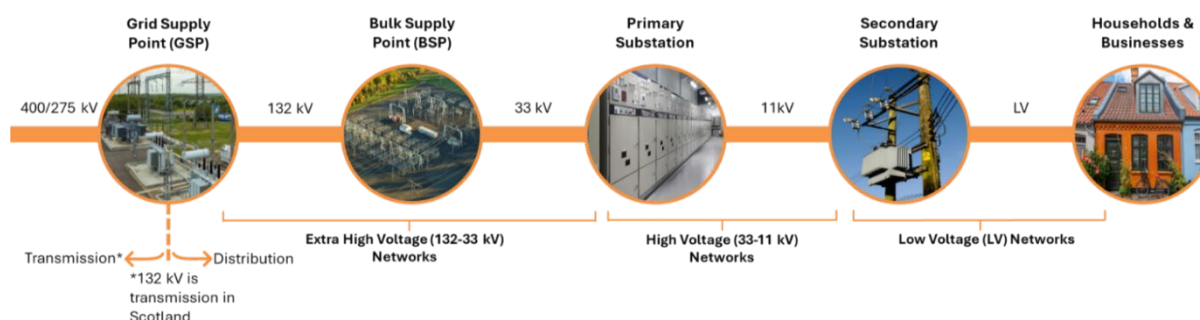 Grid Supply
Point (GSP)
Bulk Supply
Point (BSP)
Primary
Substation
Secondary
Substation
Households &
Businesses
400/275 kV
132 kV
33 kV
11kV
LV
Extra High Voltage (132-33 kV)
Networks
High Voltage (33-11 kV)
Networks
Low Voltage (LV) Networks
Transmission*
Distribution
*132 kV is
transmission in
Scotland